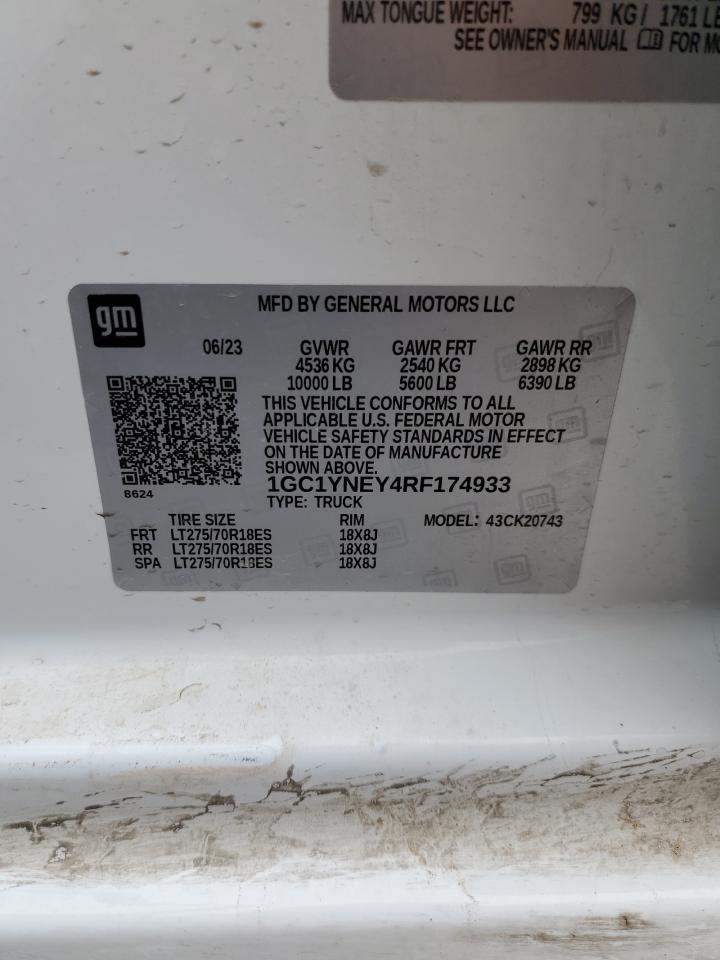 MAX TONGUE WEIGHT: 799 KG / 1761 LB
SEE OWNER'S MANUAL FOR
gm
MFD BY GENERAL MOTORS LLC
06/23 GVWR GAWR FRT GAWR RR
4536 KG 2540 KG 2898 KG
10000 LB 5600 LB 6390 LB
THIS VEHICLE CONFORMS TO ALL
APPLICABLE U.S. FEDERAL MOTOR
VEHICLE SAFETY STANDARDS IN EFFECT
ON THE DATE OF MANUFACTURE
SHOWN ABOVE.
8624
1GC1YNEY4RF174933
TYPE: TRUCK
TIRE SIZE RIM MODEL: 43CK20743
FRT LT275/70R18ES 18X8J
RR LT275/70R18ES 18X8J
SPA LT275/70R18ES 18X8J